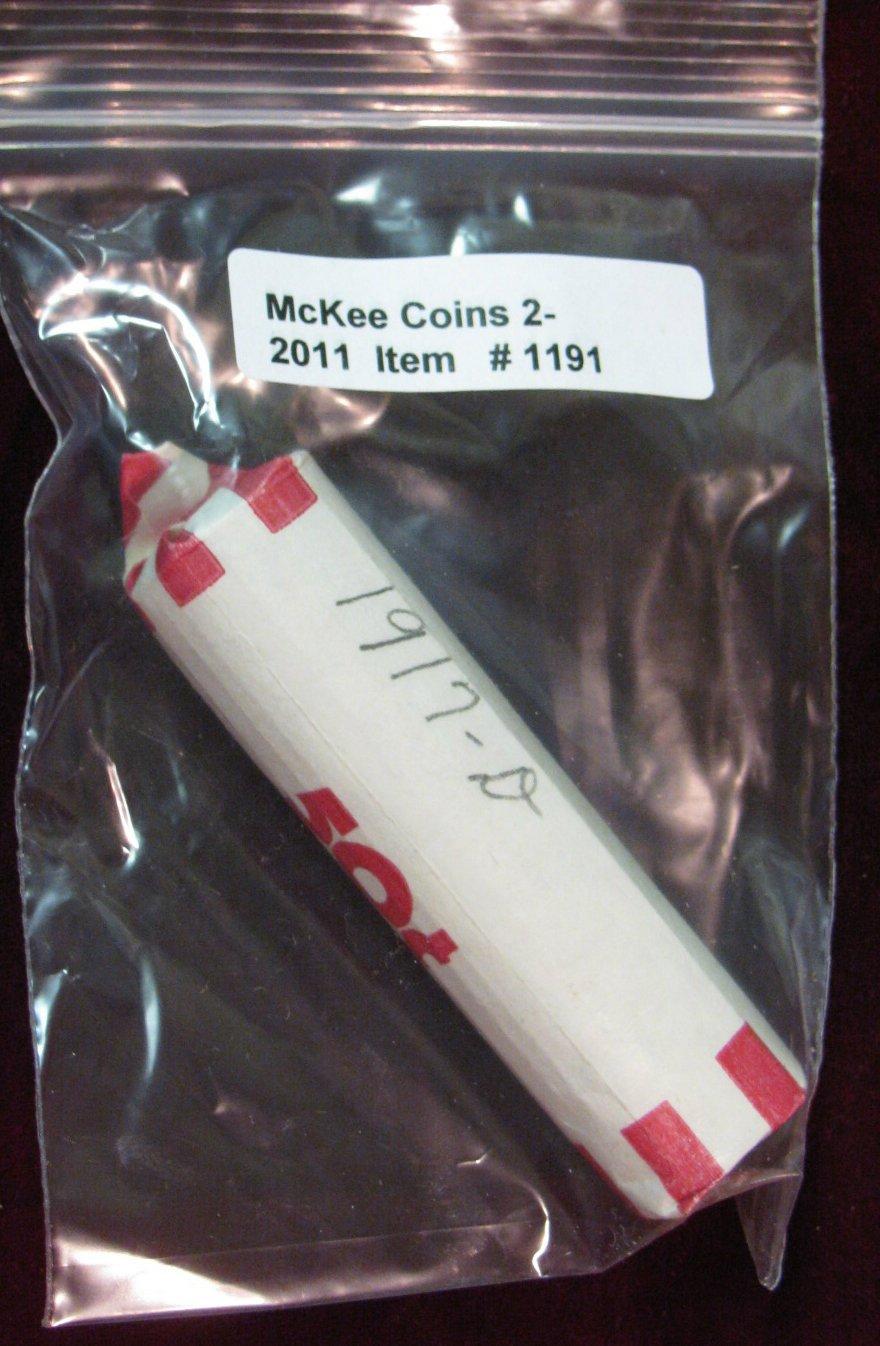 McKee Coins 2-
2011 Item # 1191
1917-D
50¢